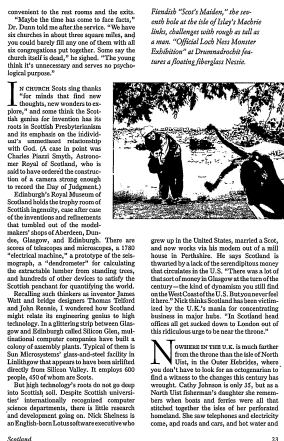 convenient to the rest rooms and the exits.
"Maybe the time has come to face facts,"
Dr. Dunn told me after the service. "We have
six churches in about three square miles, and
you could barely fill any one of them with all
six congregations put together. Some say the
church itself is dead," he sighed. "The young
think it's unnecessary and serves no psycho-
logical purpose."
Fiendish "Scot's Maiden," the sev-
enth hole at the isle of Islay's Machrie
links, challenges with rough as tall as
a man. "Official Loch Ness Monster
Exhibition" at Drumnadrochit fea-
tures a floating fiberglass Nessie.
IN CHURCH Scots sing thanks
"for minds that find new
thoughts, new wonders to ex-
plore," and some think the Scot-
tish genius for invention has its
roots in Scottish Presbyterianism
and its emphasis on the individ-
ual's unmediated relationship
with God. (A case in point was
Charles Piazzi Smyth, Astrono-
mer Royal of Scotland, who is
said to have ordered the construc-
tion of a camera strong enough
to record the Day of Judgment.)
Edinburgh's Royal Museum of
Scotland holds the trophy room of
Scottish ingenuity, case after case
of the inventions and refinements
that tumbled out of the model-
makers' shops of Aberdeen, Dun-
dee, Glasgow, and Edinburgh. There are
scores of telescopes and microscopes, a 1780
"electrical machine," a prototype of the seis-
mograph, a "dendrometer" for calculating
the extractable lumber from standing trees,
and hundreds of other devices to satisfy the
Scottish penchant for quantifying the world.
Recalling such thinkers as inventor James
Watt and bridge designers Thomas Telford
and John Rennie, I wondered how Scotland
might relate its engineering genius to high
technology. In a glittering strip between Glas-
gow and Edinburgh called Silicon Glen, mul-
tinational computer companies have built a
colony of assembly plants. Typical of them is
Sun Microsystems' glass-and-steel facility in
Linlithgow that appears to have been airlifted
directly from Silicon Valley. It employs 600
people, 450 of whom are Scots.
But high technology's roots do not go deep
into Scottish soil. Despite Scottish universi-
ties' internationally recognized computer
science departments, there is little research
and development going on. Nick Shelness is
an English-born Lotus software executive who
grew up in the United States, married a Scot,
and now works via his modem out of a mill
house in Perthshire. He says Scotland is
thwarted by a lack of the serendipitous money
that circulates in the U.S. "There was a lot of
that sort of money in Glasgow at the turn of the
century—the kind of dynamism you still find
on the West Coast of the U.S. But you never feel
it here." Nick thinks Scotland has been victim-
ized by the U.K.'s mania for concentrating
business in major hubs. "In Scotland head
offices all get sucked down to London out of
this ridiculous urge to be near the throne."
NOWHERE IN THE U.K. is much farther
from the throne than the isle of North
Uist, in the Outer Hebrides, where
you don't have to look for an octogenarian to
find a witness to the changes this century has
wrought. Cathy Johnson is only 35, but as a
North Uist fisherman's daughter she remem-
bers when boats and ferries were all that
stitched together the isles of her perforated
homeland. She saw telephones and electricity
come, and roads and cars, and hot water and
Scotland
23